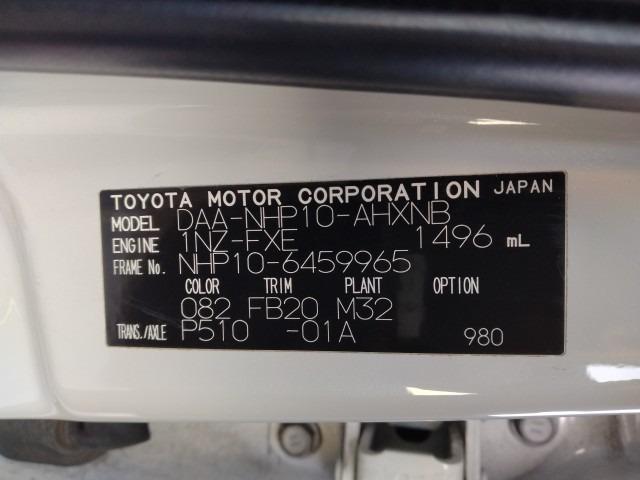 TOYOTA MOTOR CORPORATION JAPAN
MODEL DAA-NHP10-AHXNB
ENGINE 1NZ-FXE 1496 mL
FRAME No. NHP10-6459965
COLOR TRIM PLANT OPTION
082 FB20 M32
TRANS./AXLE P510 -01A 980